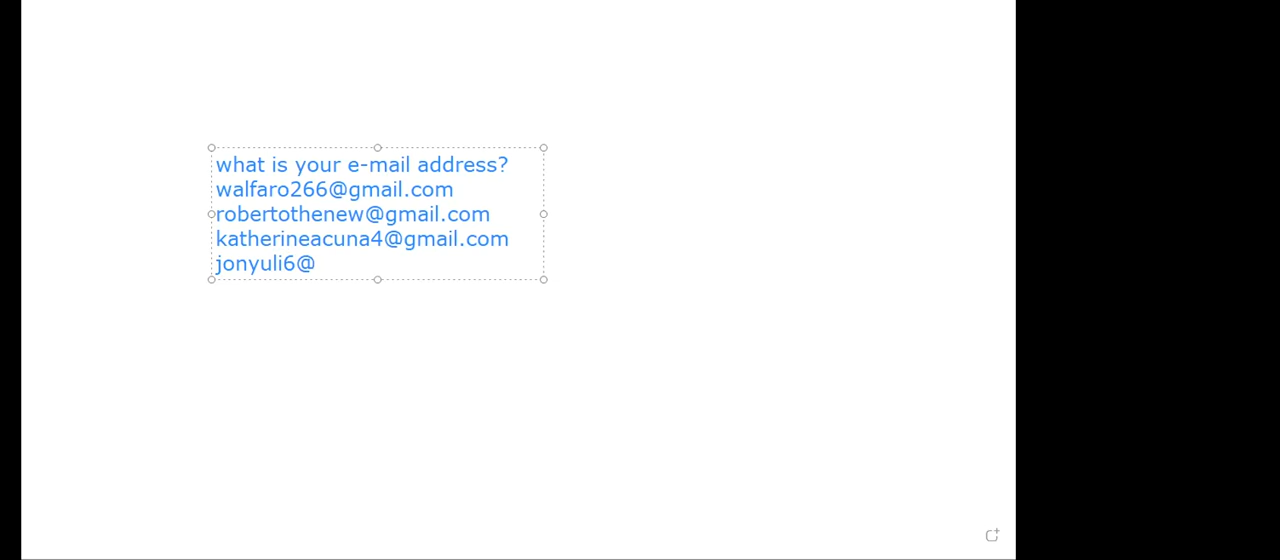 what is your e-mail address?
walfaro266@gmail.com
robertothenew@gmail.com
katherineacuna4@gmail.com
jonyuli6@